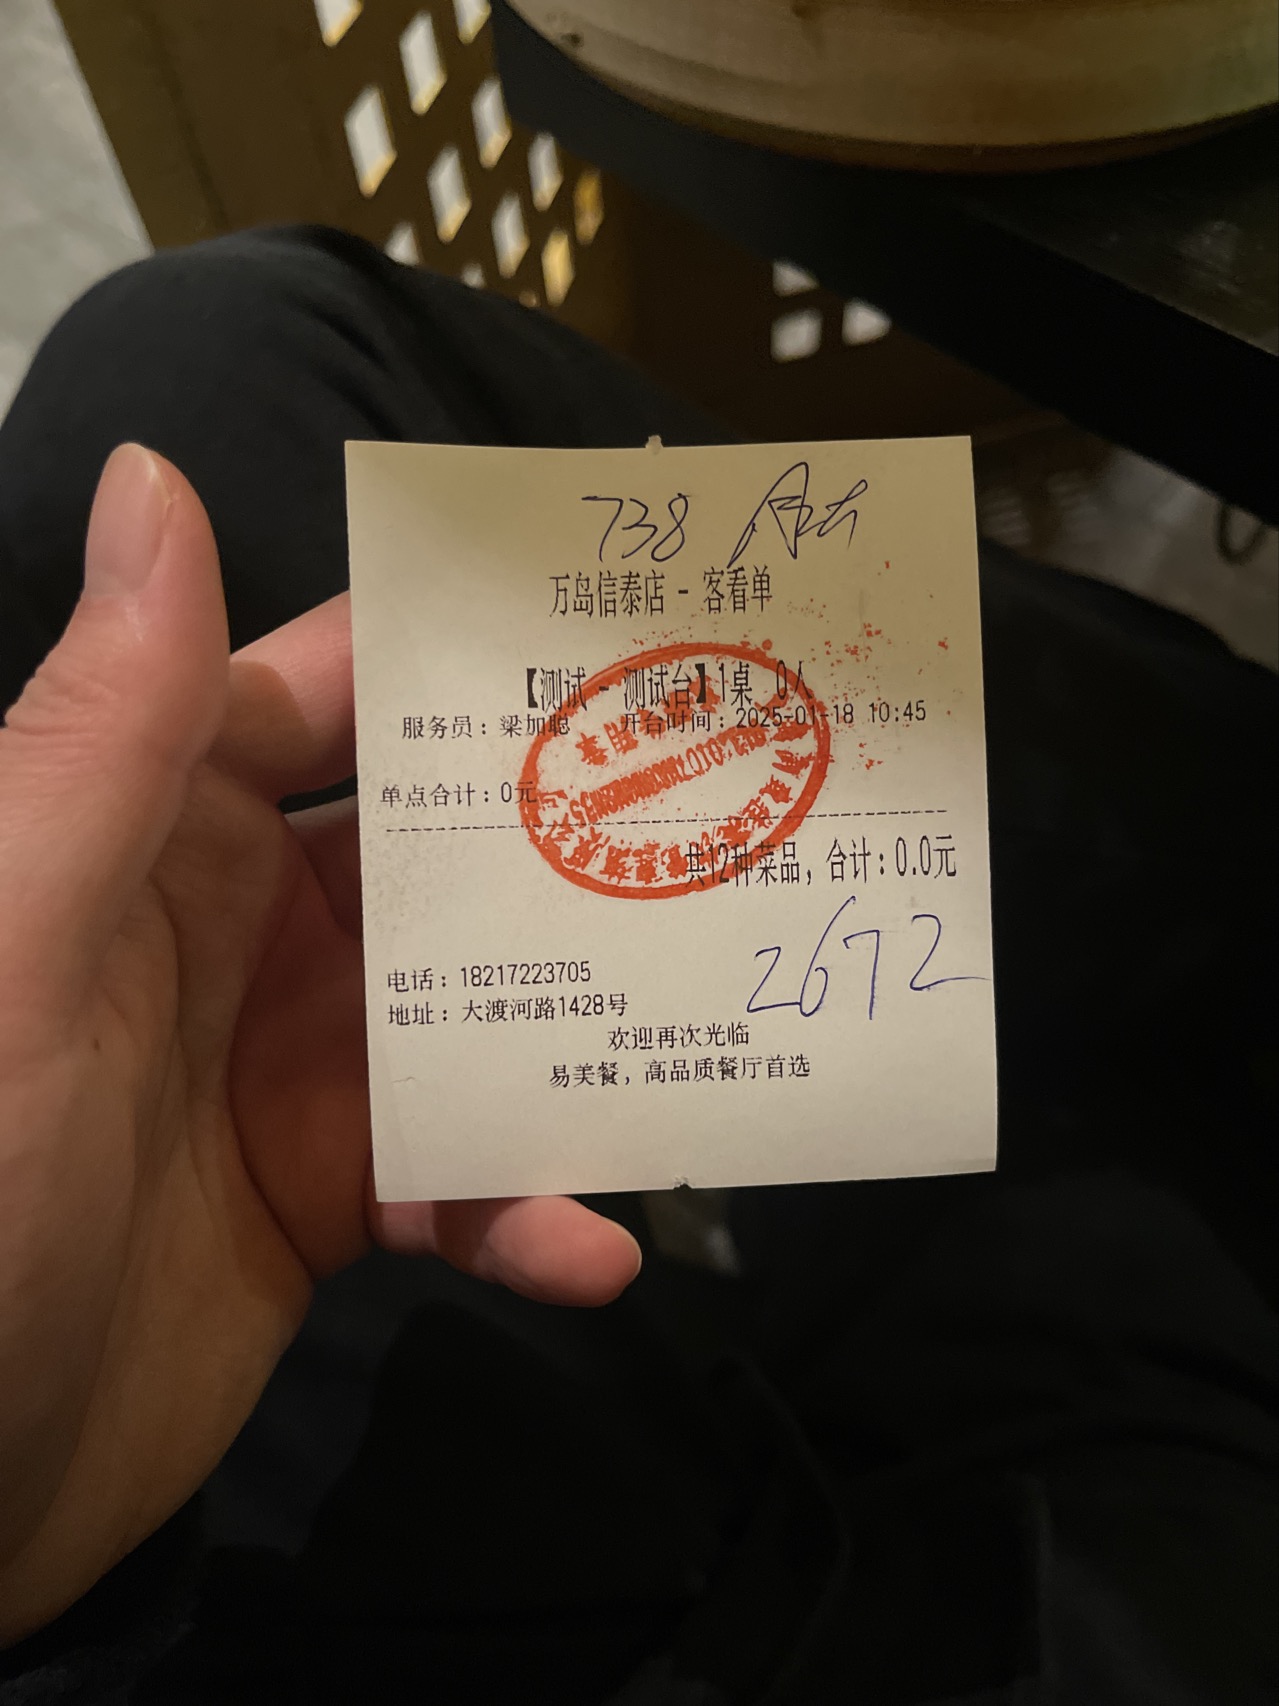 738
万岛信泰店 - 客看单
【测试 - 测试台】1桌 0人
服务员：梁加聪 开台时间：2025-01-18 10:45
单点合计：0元
共12种菜品，合计：0.0元
2672
电话：18217223705
地址：大渡河路1428号
欢迎再次光临
易美餐，高品质餐厅首选